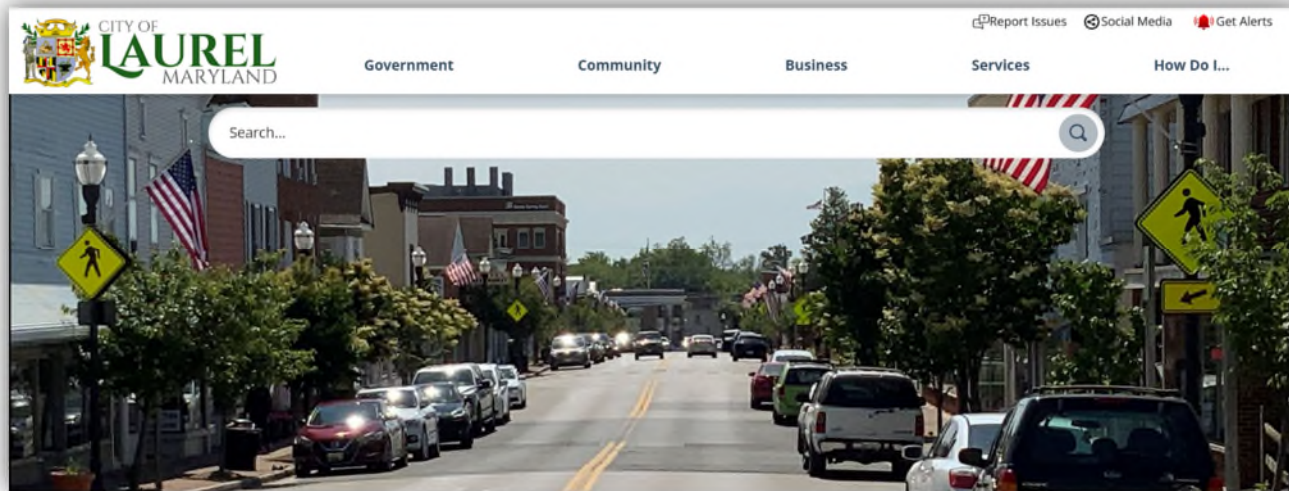 Report Issues
Social Media
Get Alerts
CITY OF
LAUREL
MARYLAND
Government
Community
Business
Services
How Do I...
Search...